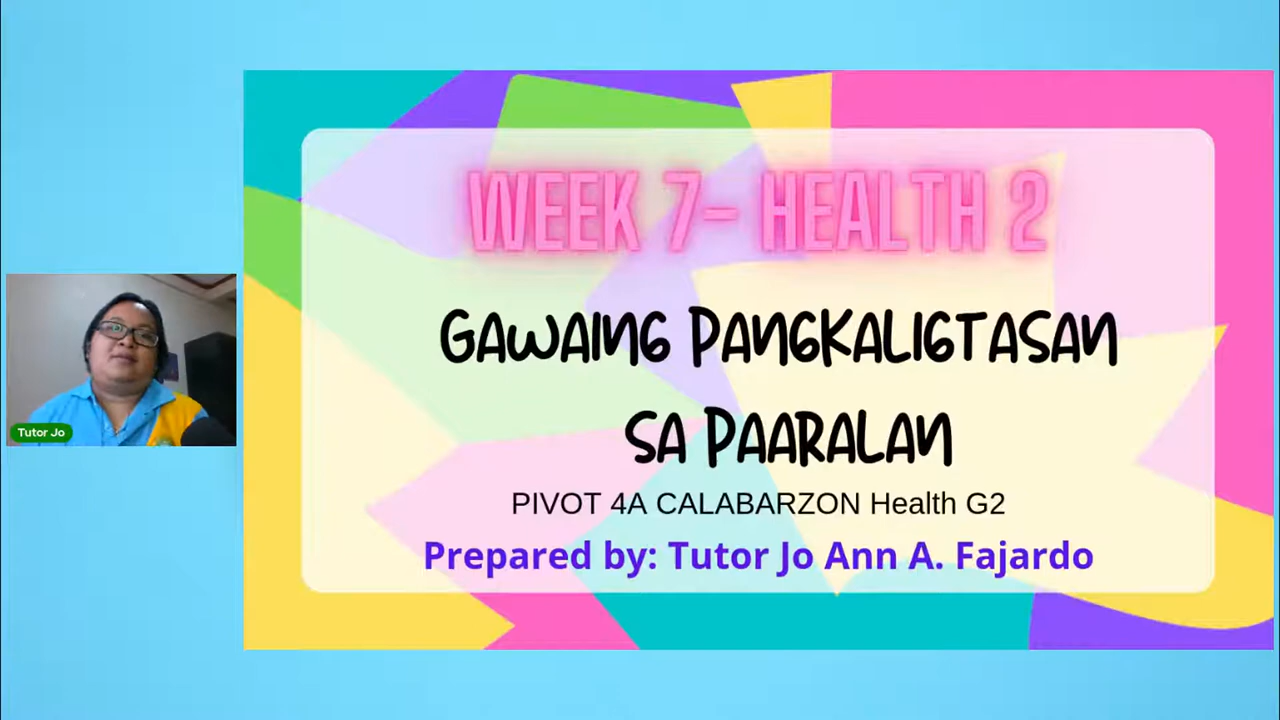 WEEK 7- HEALTH 2
GAWAING PANGKALIGTASAN
SA PAARALAN
PIVOT 4A CALABARZON Health G2
Prepared by: Tutor Jo Ann A. Fajardo
Tutor Jo